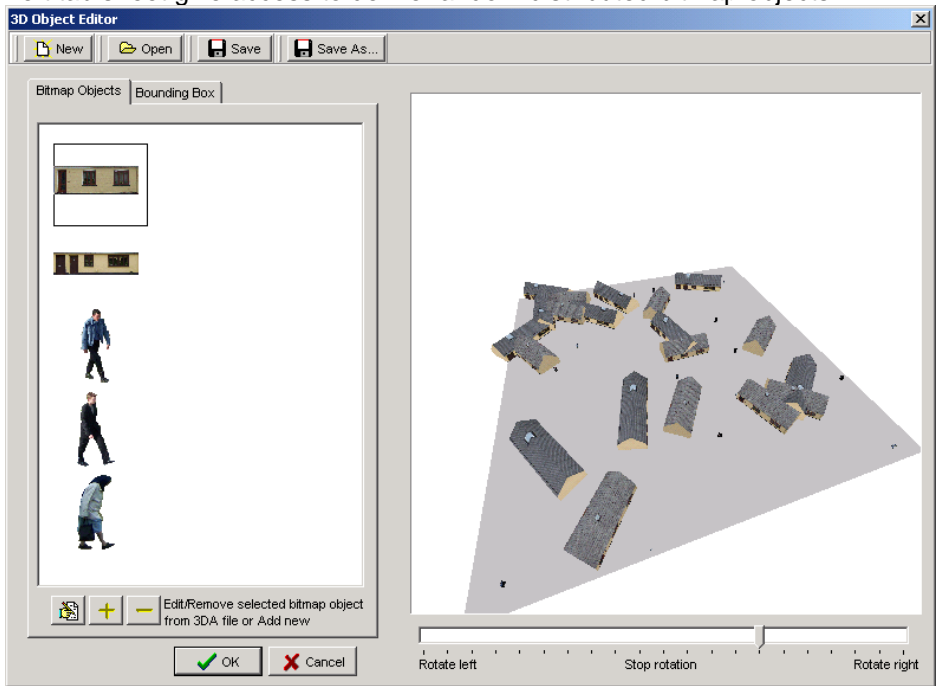 3D Object Editor
New Open Save Save As...
Bitmap Objects Bounding Box
Edit/Remove selected bitmap object
from 3DA file or Add new
OK Cancel
Rotate left Stop rotation Rotate right